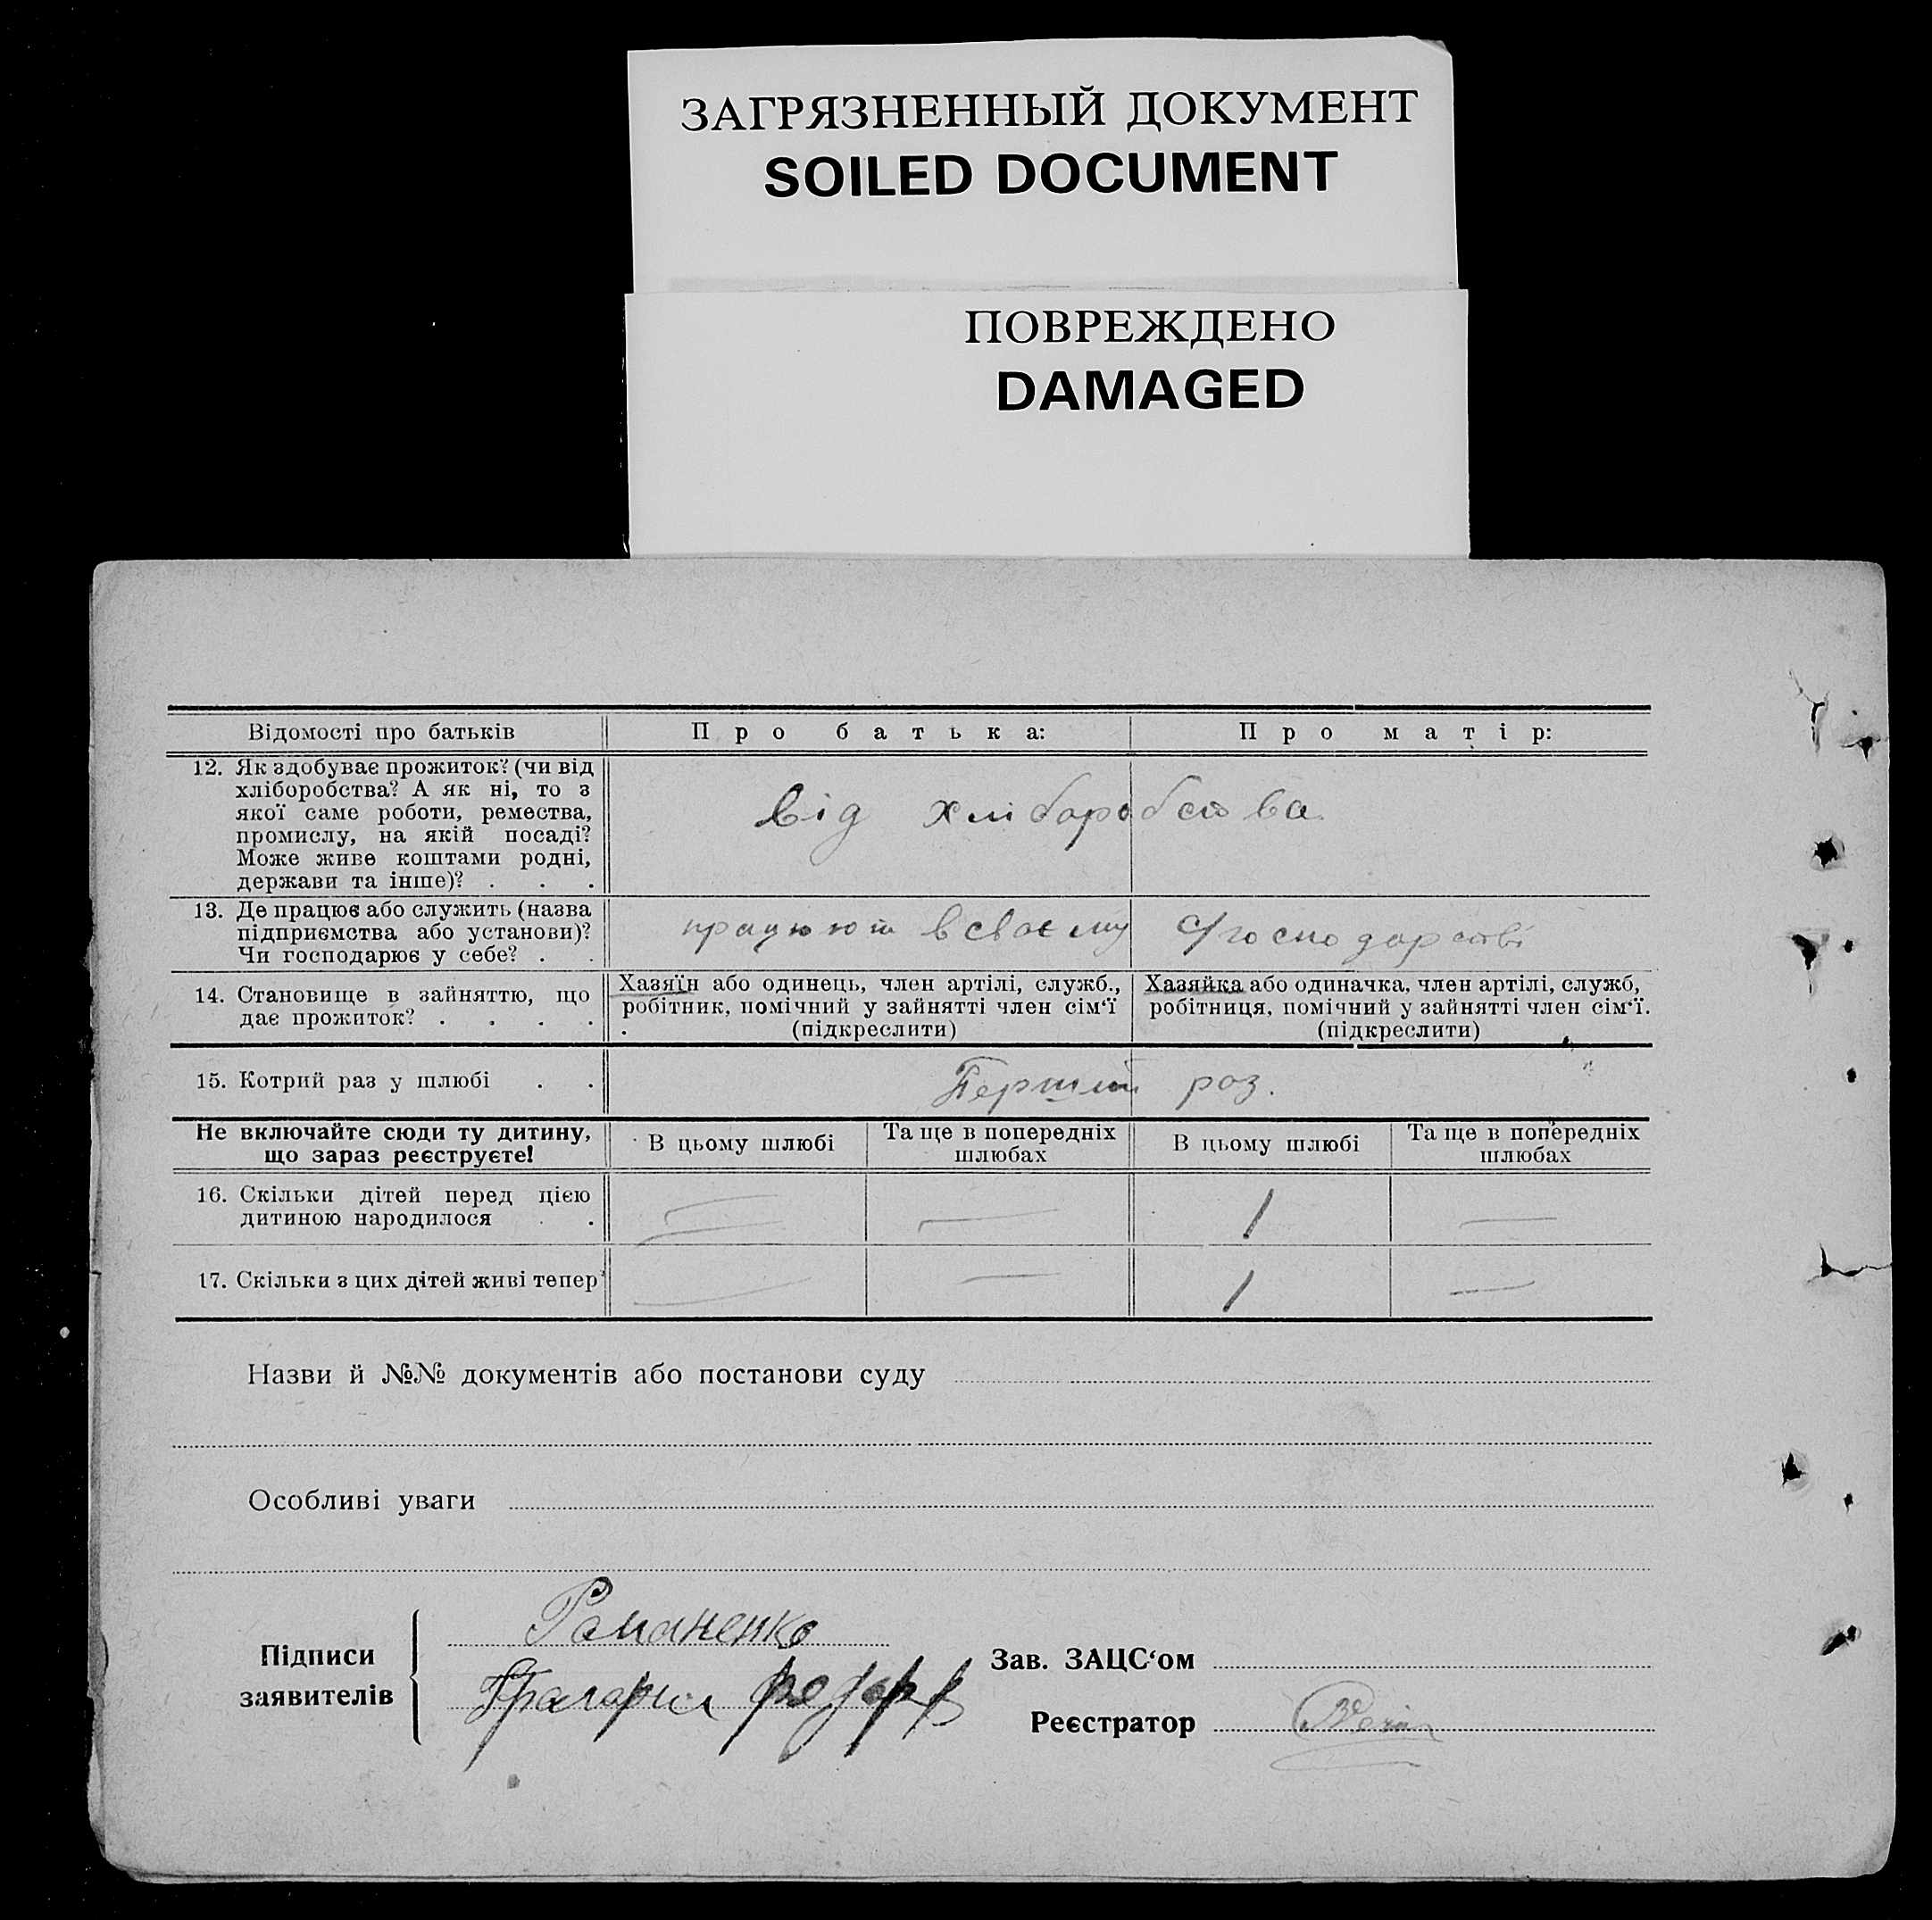 ЗАГРЯЗНЕННЫЙ ДОКУМЕНТ
SOILED DOCUMENT
ПОВРЕЖДЕНО
DAMAGED
Відомості про батьків
Про батька:
Про матір:
12. Як здобуває прожиток? (чи від
хліборобства? А як ні, то з
якої саме роботи, ремества,
промислу, на якій посаді?
Може живе коштами родні,
держави та інше)? . . .
від хліборобства
13. Де працює або служить (назва
підприємства або установи)?
Чи господарює у себе? . .
працюют в своєму с/господарстві
14. Становище в зайняттю, що
дає прожиток? . . . .
Хазяїн або одинець, член артілі, служб.,
робітник, помічний у зайнятті член сім‘ї
(підкреслити)
Хазяйка або одиначка, член артілі, служб,
робітниця, помічний у зайнятті член сім‘ї.
(підкреслити)
15. Котрий раз у шлюбі . .
Перший раз.
Не включайте сюди ту дитину,
що зараз реєструєте!
В цьому шлюбі
Та ще в попередніх
шлюбах
В цьому шлюбі
Та ще в попередніх
шлюбах
16. Скільки дітей перед цією
дитиною народилося . .
— — 1 —
17. Скільки з цих дітей живі тепер
— — 1 —
Назви й №№ документів або постанови суду
Особливі уваги
Підписи
заявителів
Романенко
Зав. ЗАЦС‘ом
Реєстратор